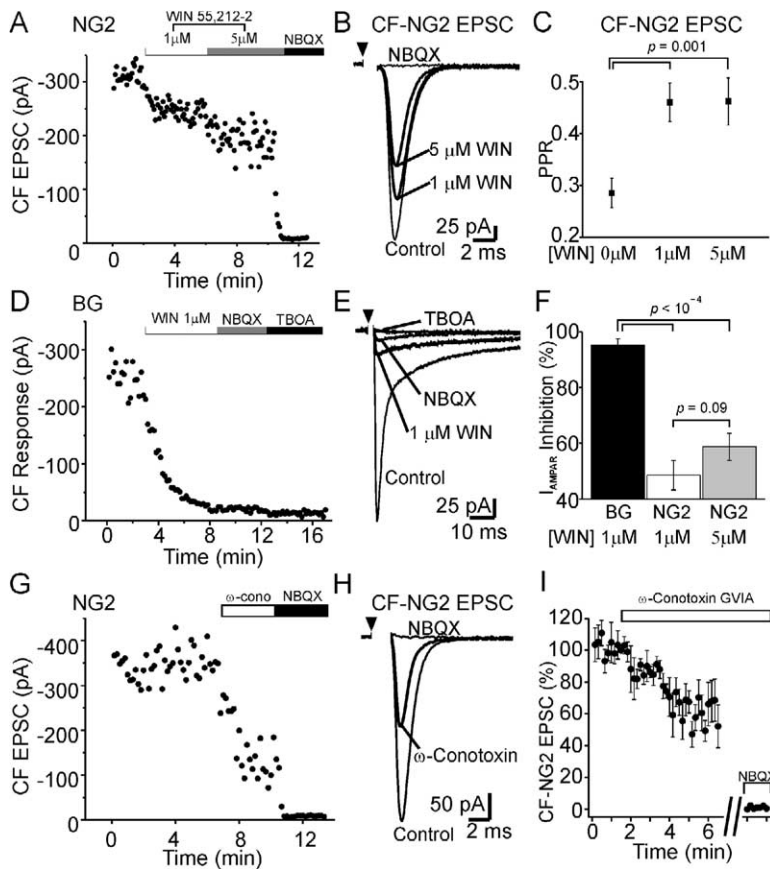 A NG2
WIN 55,212-2
1µM 5µM NBQX
CF EPSC (pA)
-300
-200
-100
0
0 4 8 12
Time (min)
B CF-NG2 EPSC
NBQX
5 µM WIN
1 µM WIN
25 pA
2 ms
Control
C CF-NG2 EPSC
p = 0.001
PPR
0.5
0.4
0.3
0.2
[WIN] 0µM 1µM 5µM
D BG
WIN 1µM NBQX TBOA
CF Response (pA)
-300
-200
-100
0
0 4 8 12 16
Time (min)
E
TBOA
NBQX
1 µM WIN
Control
25 pA
10 ms
F
p < 10⁻⁴
p = 0.09
I_AMPAR Inhibition (%)
100
80
60
40
BG NG2 NG2
[WIN] 1µM 1µM 5µM
G NG2
ω-cono NBQX
CF EPSC (pA)
-400
-300
-200
-100
0
0 4 8 12
Time (min)
H CF-NG2 EPSC
NBQX
ω-Conotoxin
50 pA
2 ms
Control
I
ω-Conotoxin GVIA
CF-NG2 EPSC (%)
120
100
80
60
40
20
0
NBQX
0 2 4 6
Time (min)